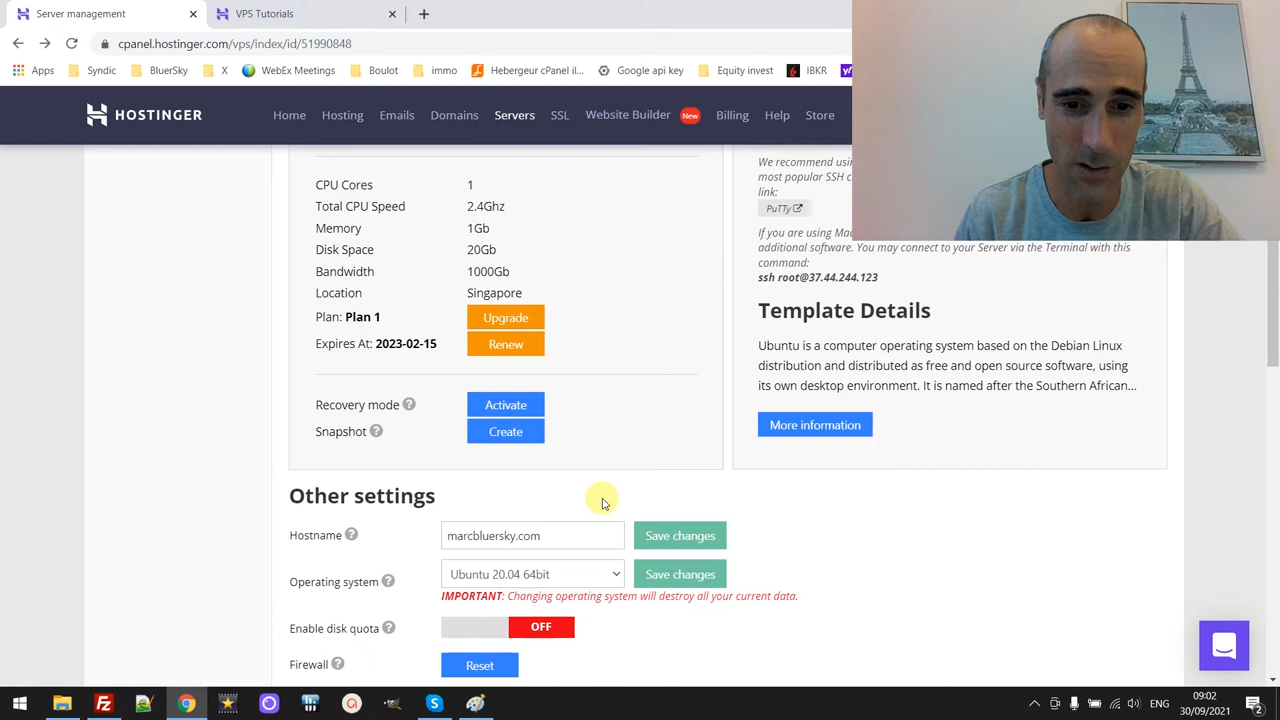 Server management
VPS Tutorials
cpanel.hostinger.com/vps/index/id/51990848
Apps
Syndic
BluerSky
X
WebEx Meetings
Boulot
immo
Hebergeur cPanel il...
Google api key
Equity invest
IBKR
HOSTINGER
Home
Hosting
Emails
Domains
Servers
SSL
Website Builder
New
Billing
Help
Store
CPU Cores 1
Total CPU Speed 2.4Ghz
Memory 1Gb
Disk Space 20Gb
Bandwidth 1000Gb
Location Singapore
Plan: Plan 1 Upgrade
Expires At: 2023-02-15 Renew
Recovery mode ? Activate
Snapshot ? Create
We recommend usin
most popular SSH c
link:
PuTTy
If you are using Mac
additional software. You may connect to your Server via the Terminal with this
command:
ssh root@37.44.244.123
Template Details
Ubuntu is a computer operating system based on the Debian Linux
distribution and distributed as free and open source software, using
its own desktop environment. It is named after the Southern African...
More information
Other settings
Hostname ? marcbluersky.com Save changes
Operating system ? Ubuntu 20.04 64bit Save changes
IMPORTANT: Changing operating system will destroy all your current data.
Enable disk quota ? OFF
Firewall ? Reset
ENG
09:02
30/09/2021
2